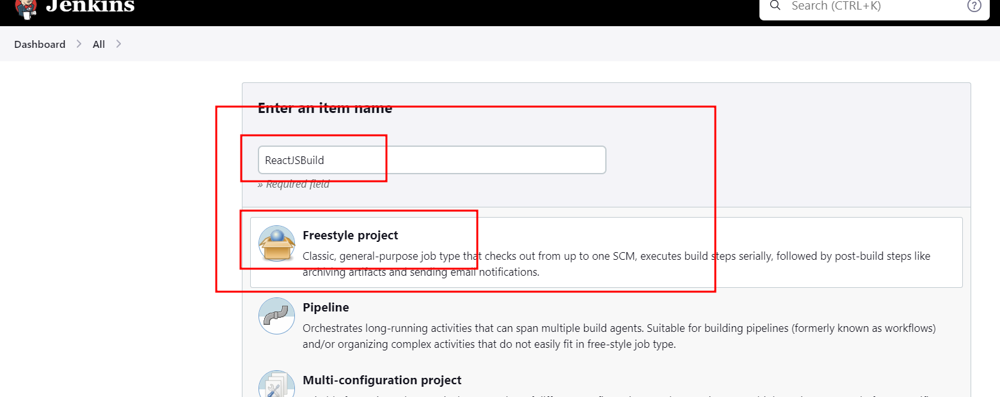 Jenkins
Search (CTRL+K)
?
Dashboard > All >
Enter an item name
ReactJSBuild
» Required field
Freestyle project
Classic, general-purpose job type that checks out from up to one SCM, executes build steps serially, followed by post-build steps like
archiving artifacts and sending email notifications.
Pipeline
Orchestrates long-running activities that can span multiple build agents. Suitable for building pipelines (formerly known as workflows)
and/or organizing complex activities that do not easily fit in free-style job type.
Multi-configuration project